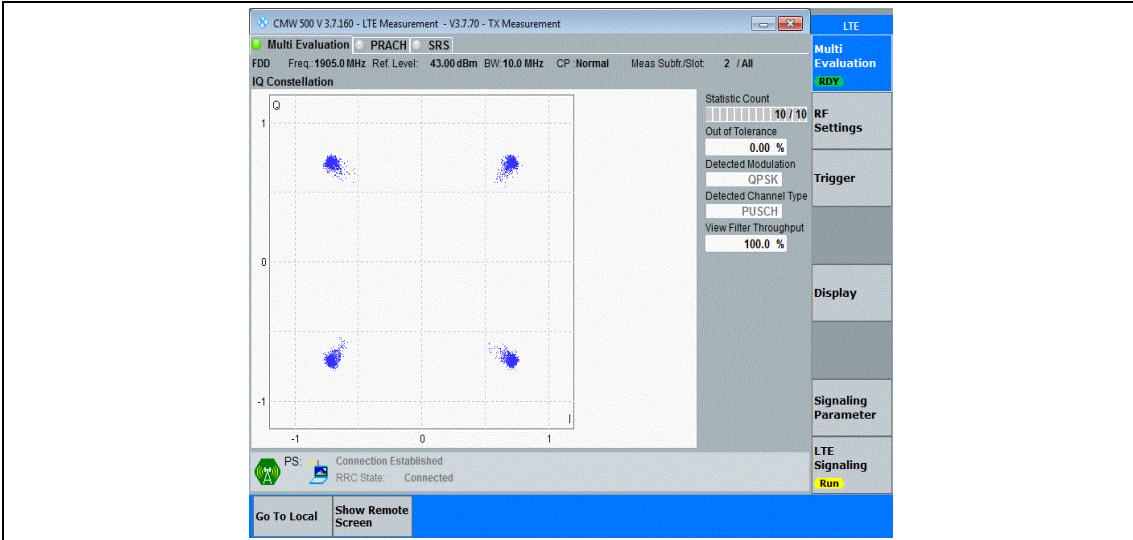 CMW 500 V 3.7.160 - LTE Measurement - V3.7.70 - TX Measurement
LTE
Multi Evaluation PRACH SRS
FDD Freq.:1905.0 MHz Ref. Level: 43.00 dBm BW:10.0 MHz CP :Normal Meas Subfr./Slot: 2 / All
IQ Constellation
Q
1
0
-1
I
-1 0 1
Statistic Count
10 / 10
Out of Tolerance
0.00 %
Detected Modulation
QPSK
Detected Channel Type
PUSCH
View Filter Throughput
100.0 %
Multi
Evaluation
RDY
RF
Settings
Trigger
Display
Signaling
Parameter
LTE
Signaling
Run
PS: Connection Established
RRC State: Connected
Go To Local
Show Remote
Screen